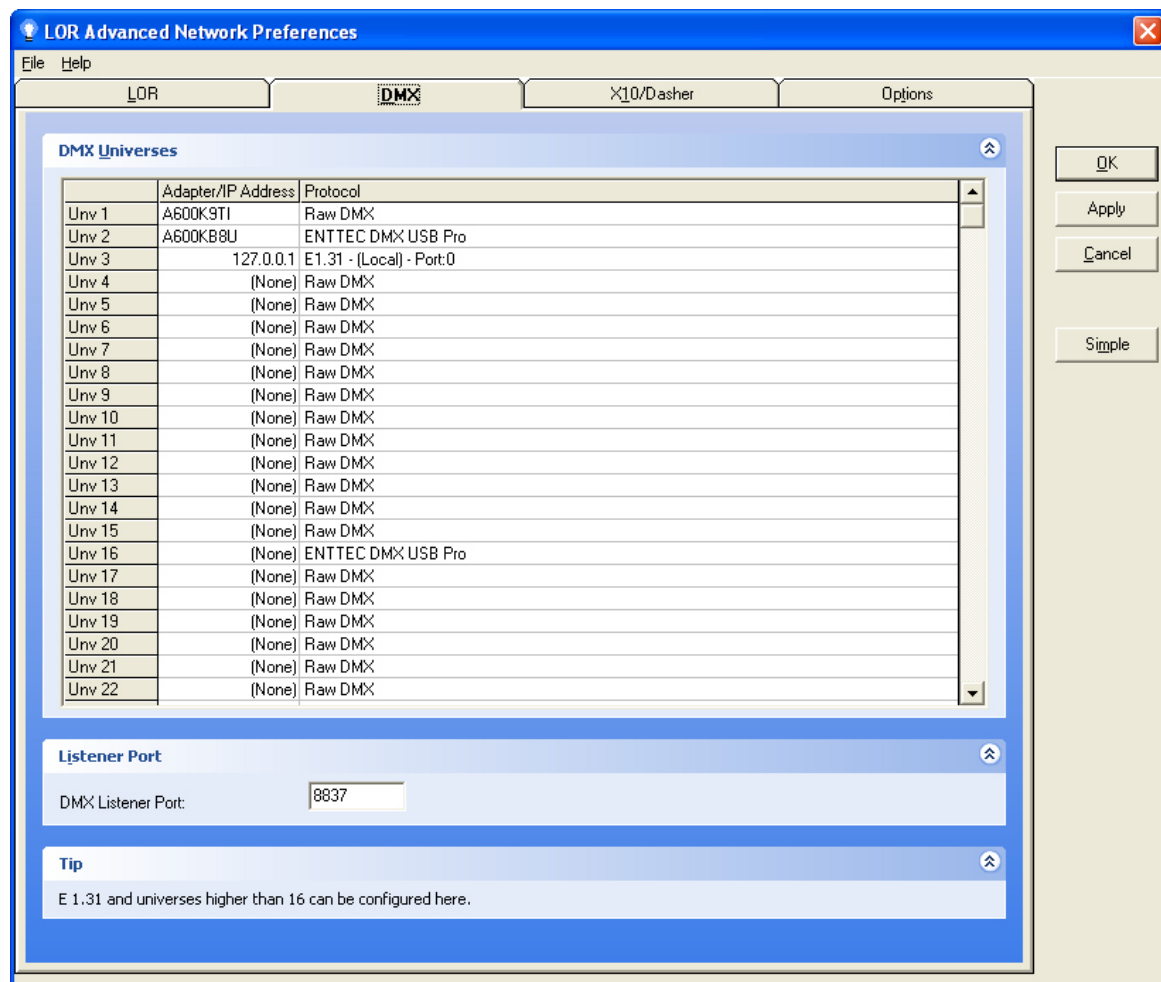 LOR Advanced Network Preferences
File Help
LOR DMX X10/Dasher Options
DMX Universes
Adapter/IP Address Protocol
Unv 1 A600K9TI Raw DMX
Unv 2 A600KB8U ENTTEC DMX USB Pro
Unv 3 127.0.0.1 E1.31 - (Local) - Port:0
Unv 4 (None) Raw DMX
Unv 5 (None) Raw DMX
Unv 6 (None) Raw DMX
Unv 7 (None) Raw DMX
Unv 8 (None) Raw DMX
Unv 9 (None) Raw DMX
Unv 10 (None) Raw DMX
Unv 11 (None) Raw DMX
Unv 12 (None) Raw DMX
Unv 13 (None) Raw DMX
Unv 14 (None) Raw DMX
Unv 15 (None) Raw DMX
Unv 16 (None) ENTTEC DMX USB Pro
Unv 17 (None) Raw DMX
Unv 18 (None) Raw DMX
Unv 19 (None) Raw DMX
Unv 20 (None) Raw DMX
Unv 21 (None) Raw DMX
Unv 22 (None) Raw DMX
Listener Port
DMX Listener Port: 8837
Tip
E 1.31 and universes higher than 16 can be configured here.
OK
Apply
Cancel
Simple